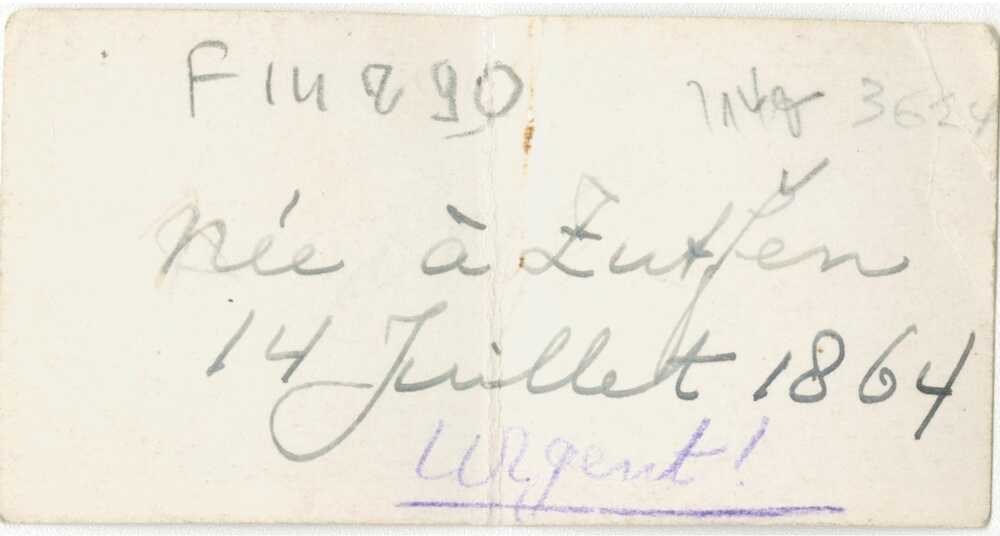 F 14890 3624
Née à Zutfen
14 Juillet 1864
Urgent!